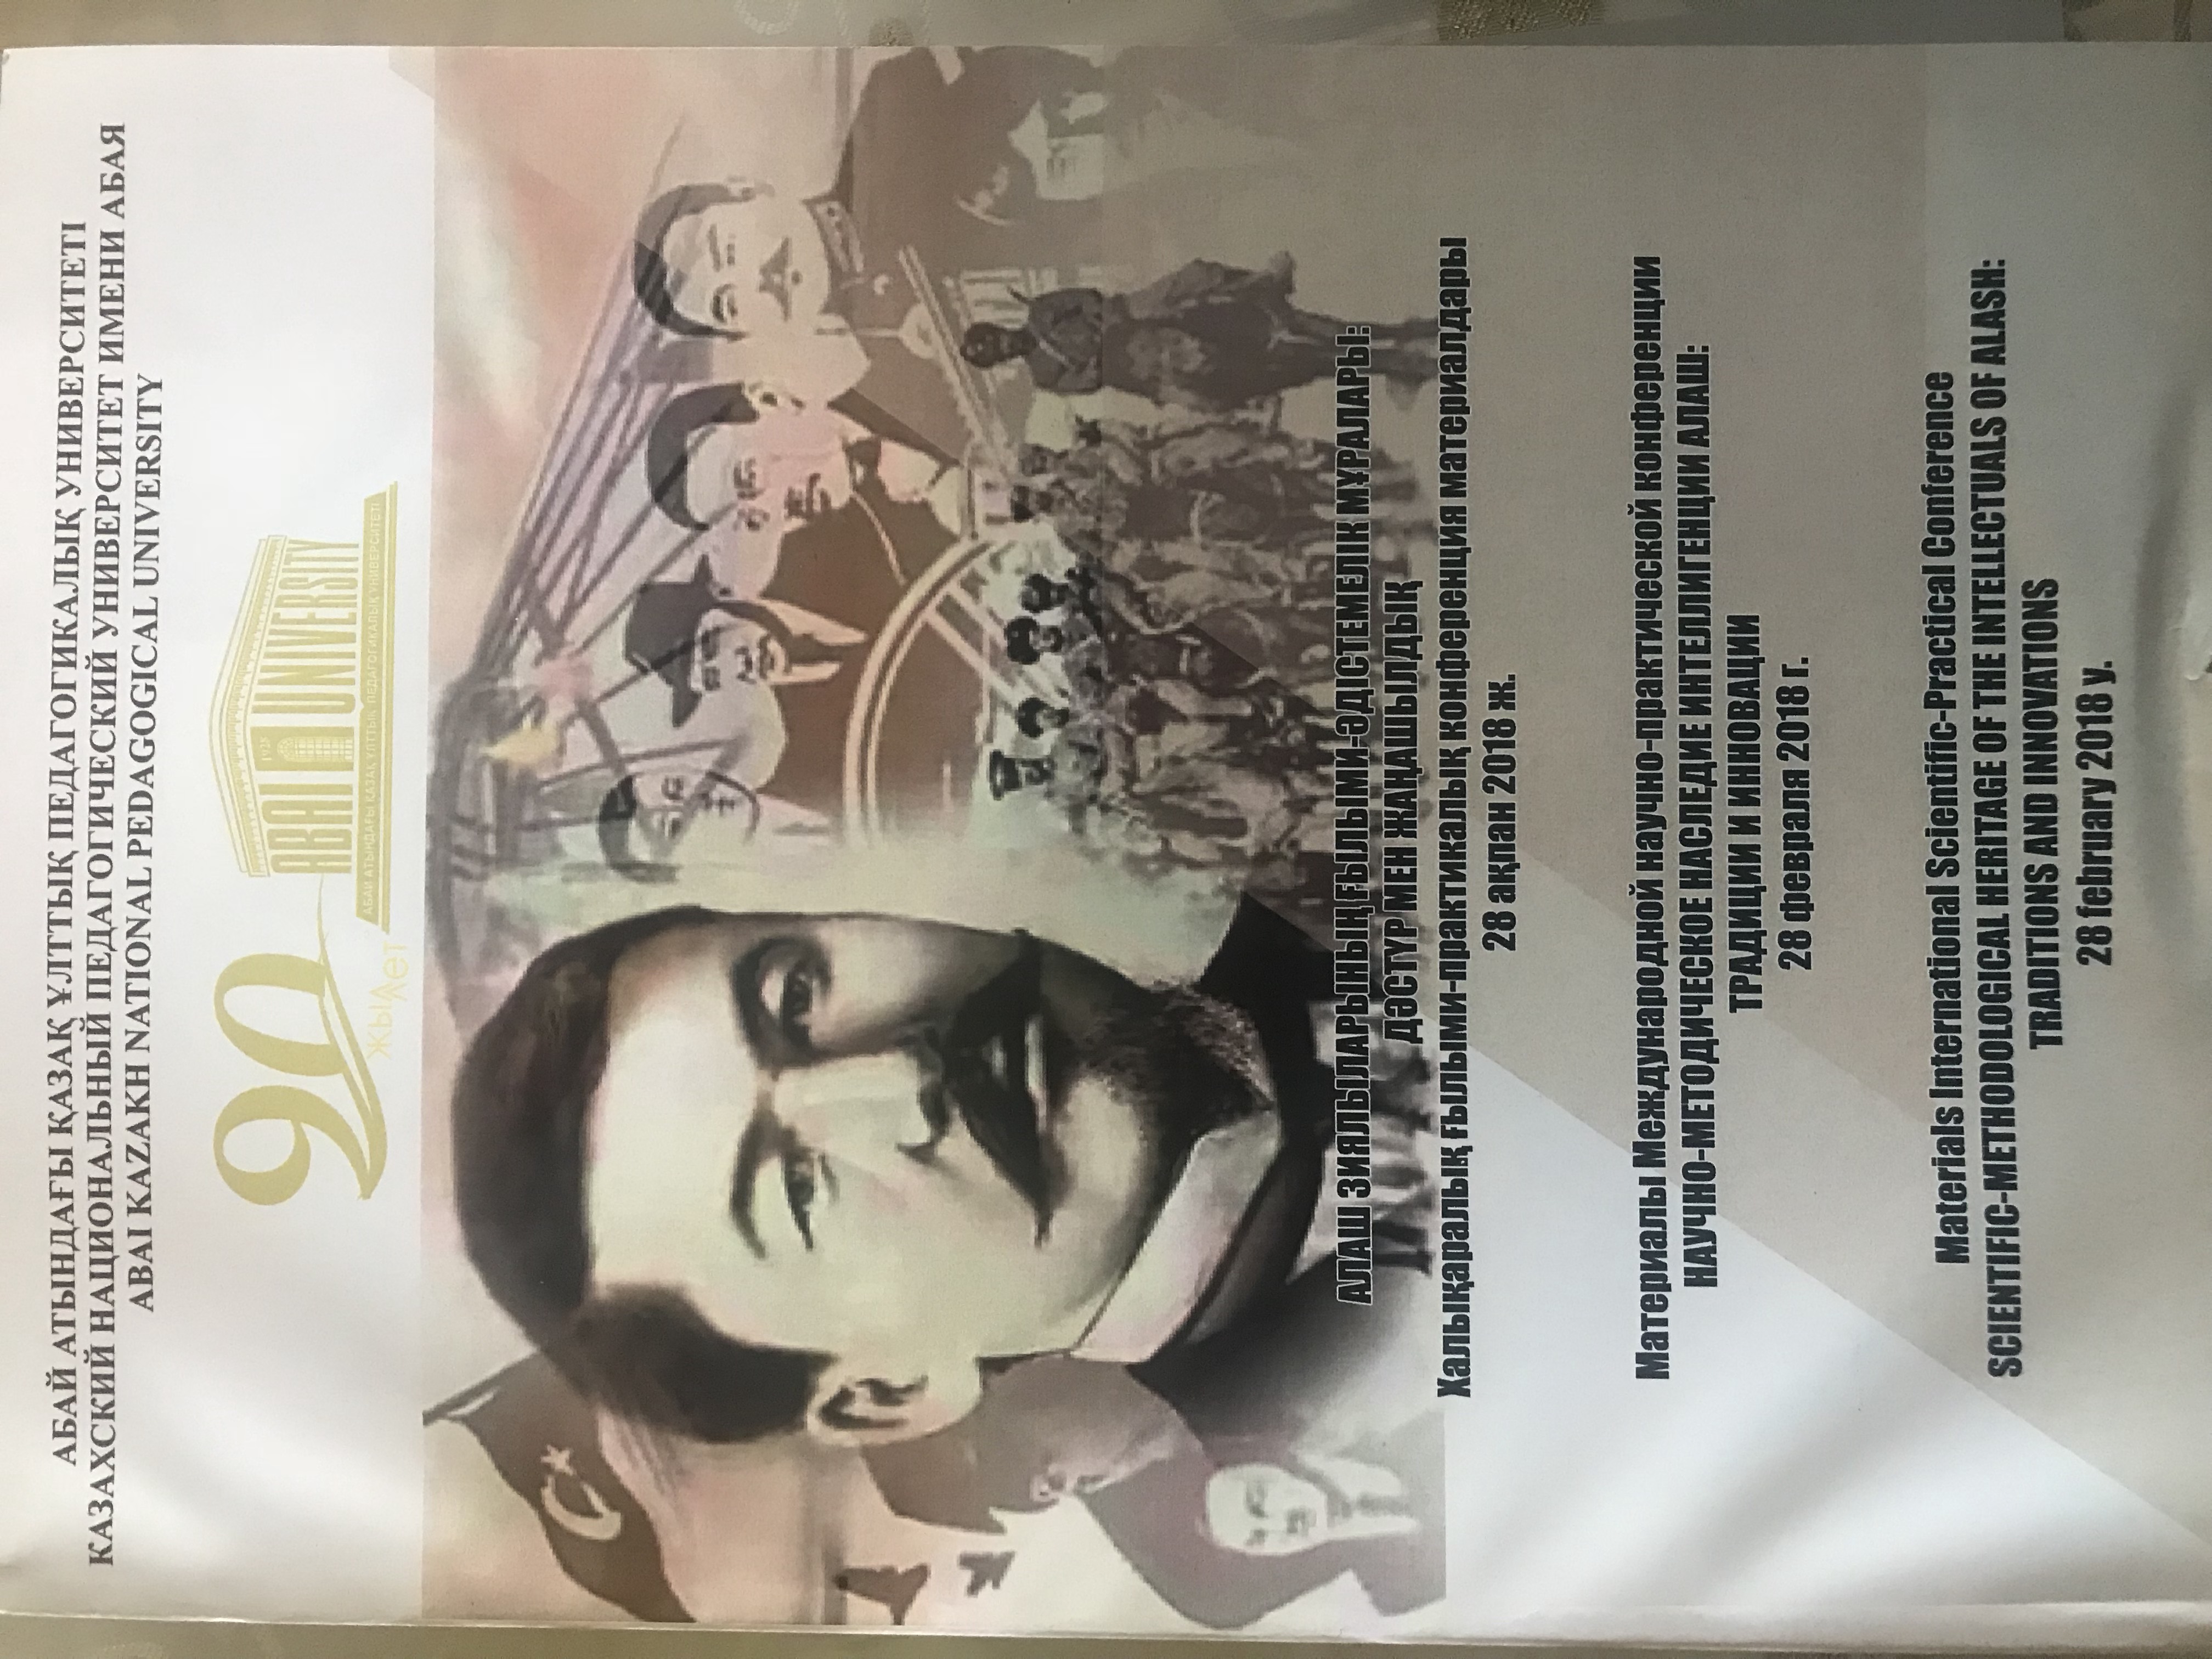 АБАЙ АТЫНДАҒЫ ҚАЗАҚ ҰЛТТЫҚ ПЕДАГОГИКАЛЫҚ УНИВЕРСИТЕТІ
КАЗАХСКИЙ НАЦИОНАЛЬНЫЙ ПЕДАГОГИЧЕСКИЙ УНИВЕРСИТЕТ ИМЕНИ АБАЯ
ABAI KAZAKH NATIONAL PEDAGOGICAL UNIVERSITY
90
ЖЫЛ ЛЕТ
1928
ABAI UNIVERSITY
АБАЙ АТЫНДАҒЫ ҚАЗАҚ ҰЛТТЫҚ ПЕДАГОГИКАЛЫҚ УНИВЕРСИТЕТІ
АЛАШ ЗИЯЛЫЛАРЫНЫҢ ҒЫЛЫМИ-ӘДІСТЕМЕЛІК МҰРАЛАРЫ:
ДӘСТҮР МЕН ЖАҢАШЫЛДЫҚ
Халықаралық ғылыми-практикалық конференция материалдары
28 ақпан 2018 ж.
Материалы Международной научно-практической конференции
НАУЧНО-МЕТОДИЧЕСКОЕ НАСЛЕДИЕ ИНТЕЛЛИГЕНЦИИ АЛАШ:
ТРАДИЦИИ И ИННОВАЦИИ
28 февраля 2018 г.
Materials International Scientific-Practical Conference
SCIENTIFIC-METHODOLOGICAL HERITAGE OF THE INTELLECTUALS OF ALASH:
TRADITIONS AND INNOVATIONS
28 february 2018 y.